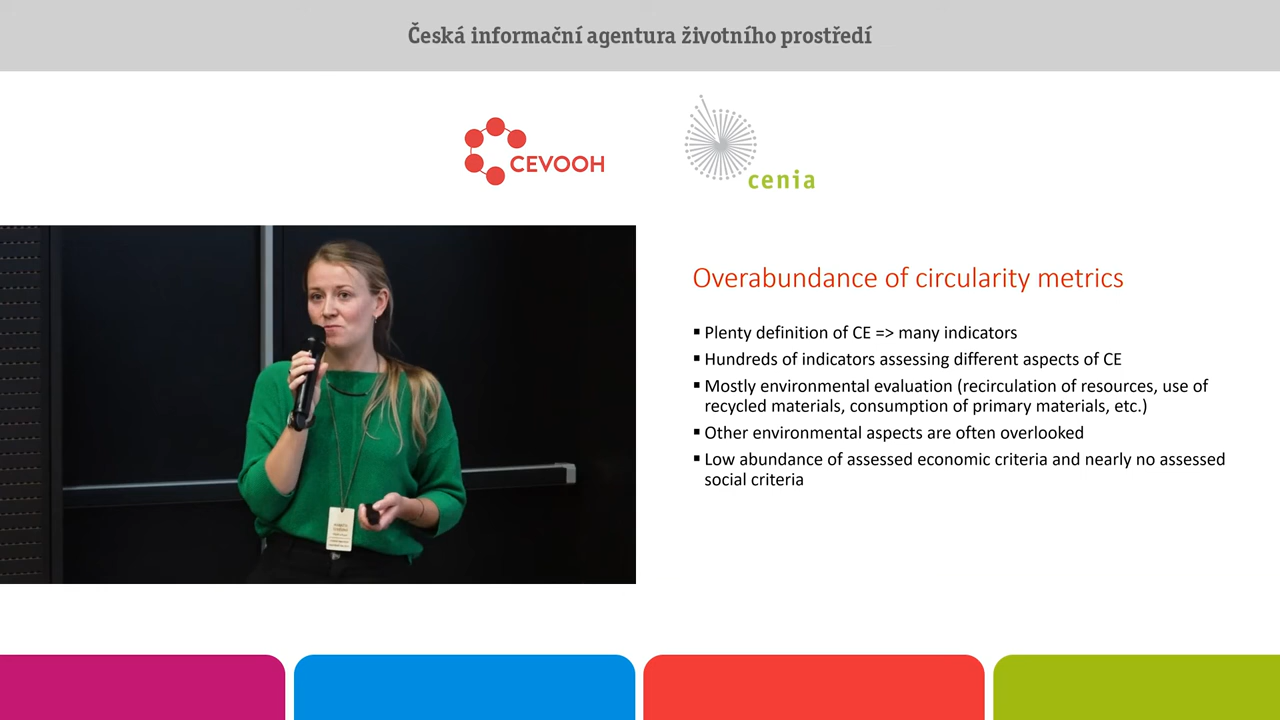 Česká informační agentura životního prostředí
CEVOOH
cenia
Overabundance of circularity metrics
▪ Plenty definition of CE => many indicators
▪ Hundreds of indicators assessing different aspects of CE
▪ Mostly environmental evaluation (recirculation of resources, use of
recycled materials, consumption of primary materials, etc.)
▪ Other environmental aspects are often overlooked
▪ Low abundance of assessed economic criteria and nearly no assessed
social criteria